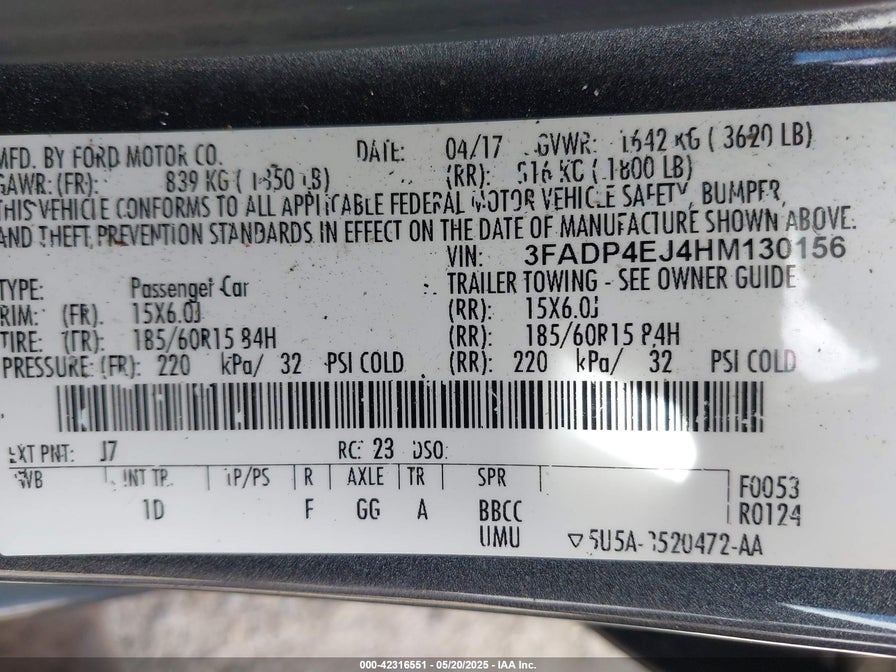 MFD. BY FORD MOTOR CO. DATE: 04/17 GVWR: 1642 KG ( 3620 LB)
GAWR:(FR): 839 KG ( 1850 LB) (RR): 816 KG ( 1800 LB)
THIS VEHICLE CONFORMS TO ALL APPLICABLE FEDERAL MOTOR VEHICLE SAFETY, BUMPER,
AND THEFT PREVENTION STANDARDS IN EFFECT ON THE DATE OF MANUFACTURE SHOWN ABOVE.
VIN: 3FADP4EJ4HM130156
TYPE: Passenger Car TRAILER TOWING - SEE OWNER GUIDE
RIM: (FR). 15X6.0J (RR): 15X6.0J
TIRE: (FR): 185/60R15 84H (RR): 185/60R15 84H
PRESSURE: (FR): 220 kPa/ 32 PSI COLD (RR): 220 kPa/ 32 PSI COLD
EXT PNT: J7 RC: 23 DSO:
WB INT TR TP/PS R AXLE TR SPR F0053
1D F GG A BBCC R0124
UMU ▽5U5A-3520472-AA
000-42316551 — 05/20/2025 — IAA Inc.